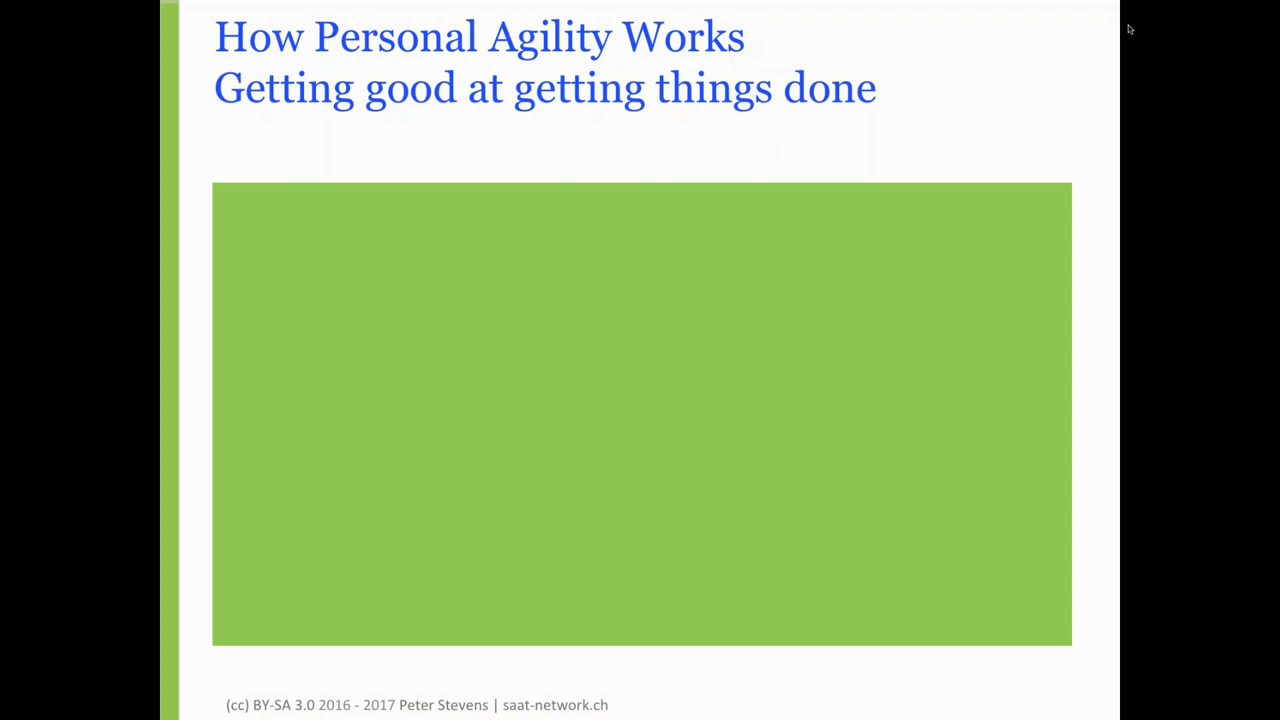 How Personal Agility Works
Getting good at getting things done
(cc) BY-SA 3.0 2016 - 2017 Peter Stevens | saat-network.ch